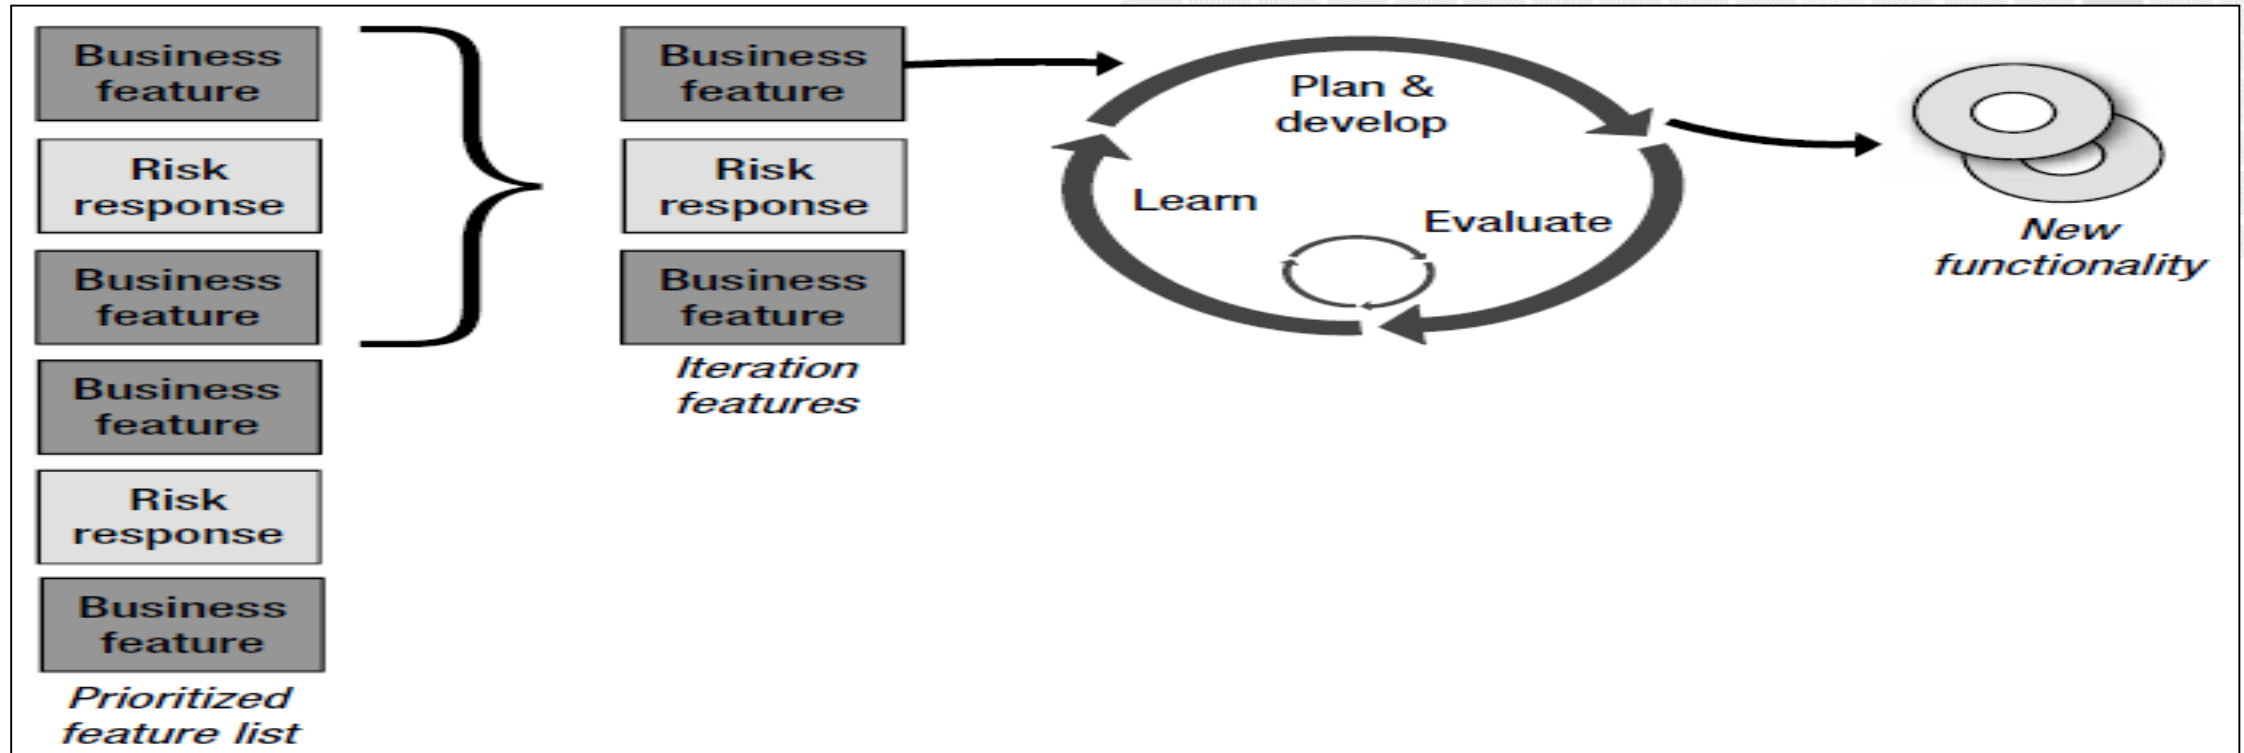 Business
feature
Risk
response
Business
feature
Business
feature
Risk
response
Business
feature
Prioritized
feature list
Business
feature
Risk
response
Business
feature
Iteration
features
Plan &
develop
Learn
Evaluate
New
functionality